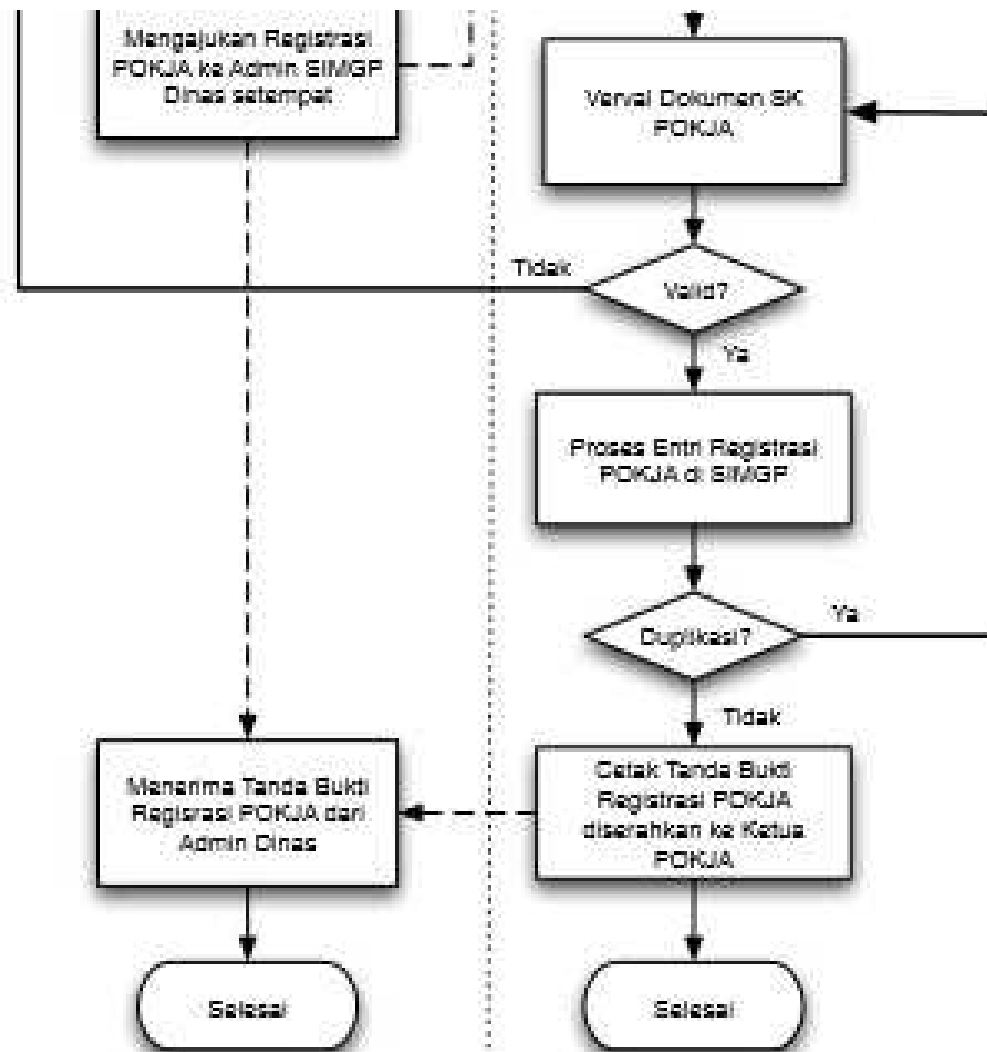 Mengajukan Registrasi
POKJA ke Admin SIMGP
Dinas setempat
Verval Dokumen SK
POKJA
Tidak
Valid?
Ya
Proses Entri Registrasi
POKJA di SIMGP
Duplikasi?
Ya
Tidak
Menerima Tanda Bukti
Regisrasi POKJA dari
Admin Dinas
Cetak Tanda Bukti
Registrasi POKJA
diserahkan ke Ketua
POKJA
Selesai
Selesai